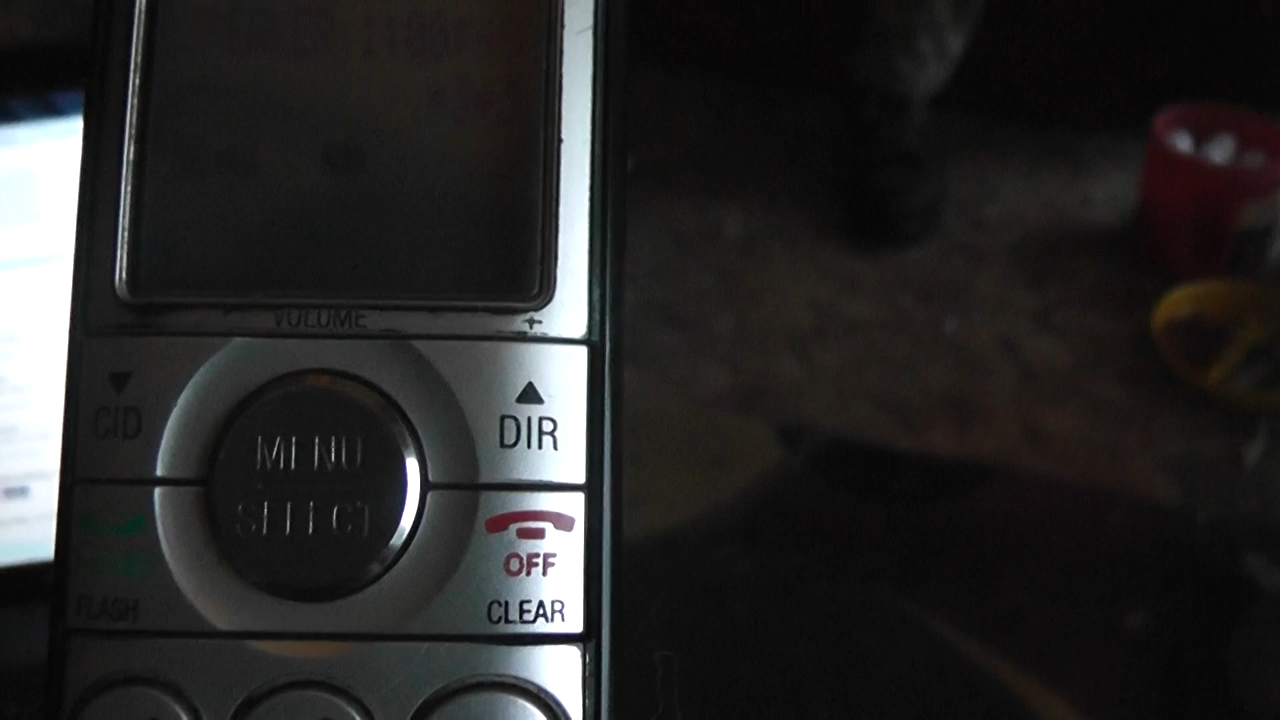 VOLUME +
CID
DIR
MENU
SELECT
OFF
FLASH
CLEAR